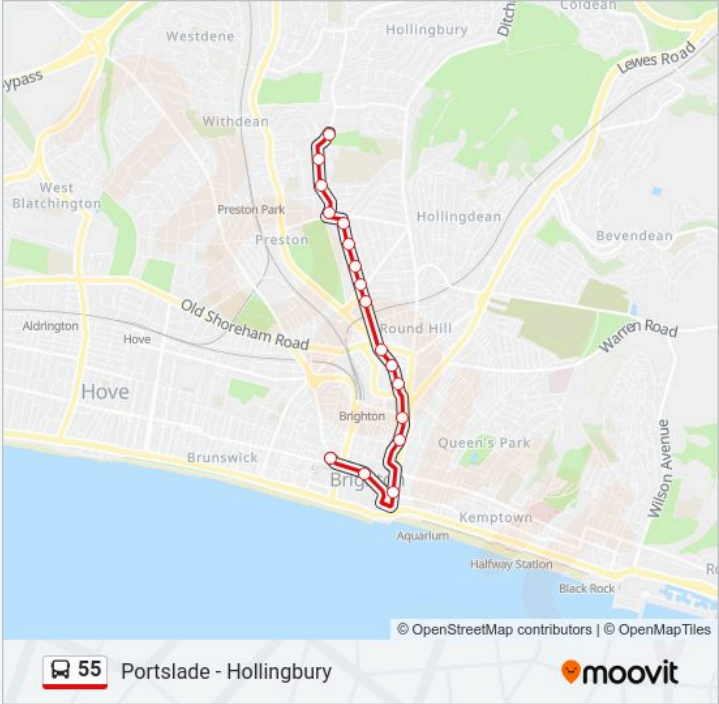 Coldean
Ditch
Hollingbury
Westdene
Lewes Road
ypass
Withdean
West
Blatchington
Preston Park
Hollingdean
Preston
Bevendean
Old Shoreham Road
Aldrington
Hove
Round Hill
Warren Road
Hove
Brighton
Queen's Park
Brunswick
Wilson Avenue
Kemptown
Aquarium
Halfway Station
Black Rock
© OpenStreetMap contributors | © OpenMapTiles
55 Portslade - Hollingbury
moovit